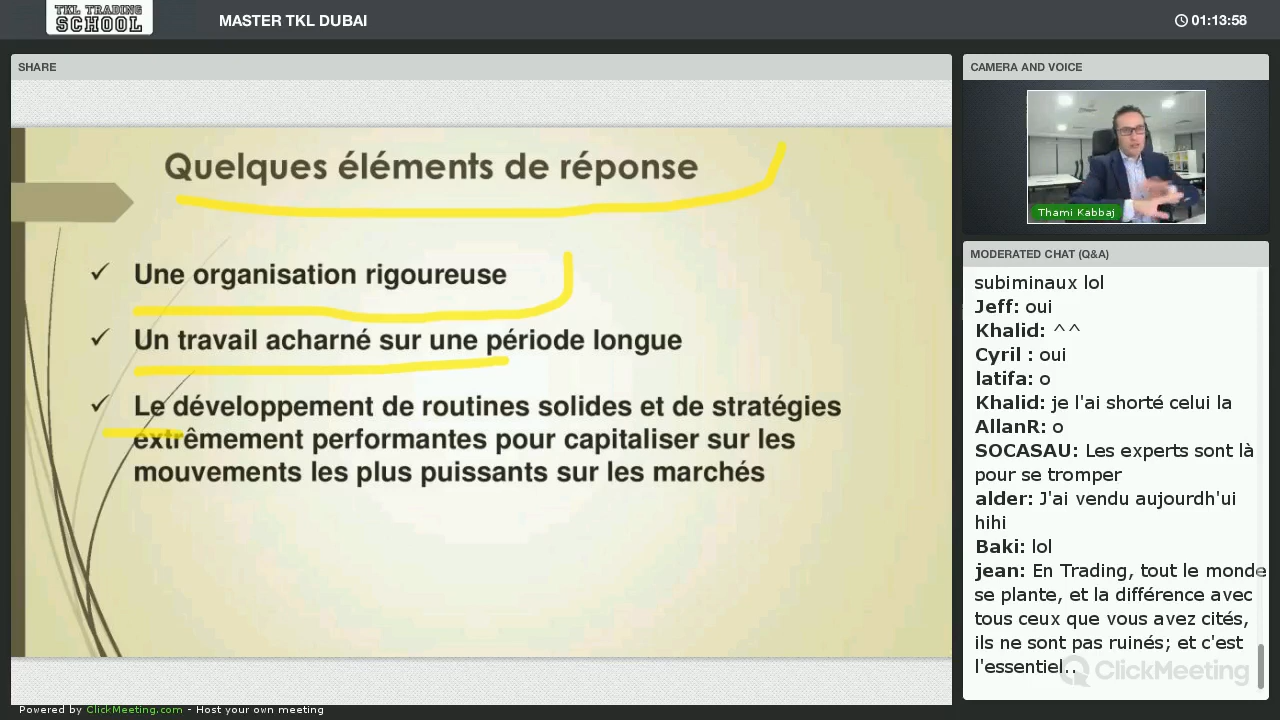 TKL TRADING
SCHOOL
MASTER TKL DUBAI
01:13:58
SHARE
Quelques éléments de réponse
✓ Une organisation rigoureuse
✓ Un travail acharné sur une période longue
✓ Le développement de routines solides et de stratégies
extrêmement performantes pour capitaliser sur les
mouvements les plus puissants sur les marchés
CAMERA AND VOICE
Thami Kabbaj
MODERATED CHAT (Q&A)
subiminaux lol
Jeff: oui
Khalid: ^^
Cyril : oui
latifa: o
Khalid: je l'ai shorté celui la
AllanR: o
SOCASAU: Les experts sont là
pour se tromper
alder: J'ai vendu aujourdh'ui
hihi
Baki: lol
jean: En Trading, tout le monde
se plante, et la différence avec
tous ceux que vous avez cités,
ils ne sont pas ruinés; et c'est
l'essentiel..
ClickMeeting
Powered by ClickMeeting.com - Host your own meeting